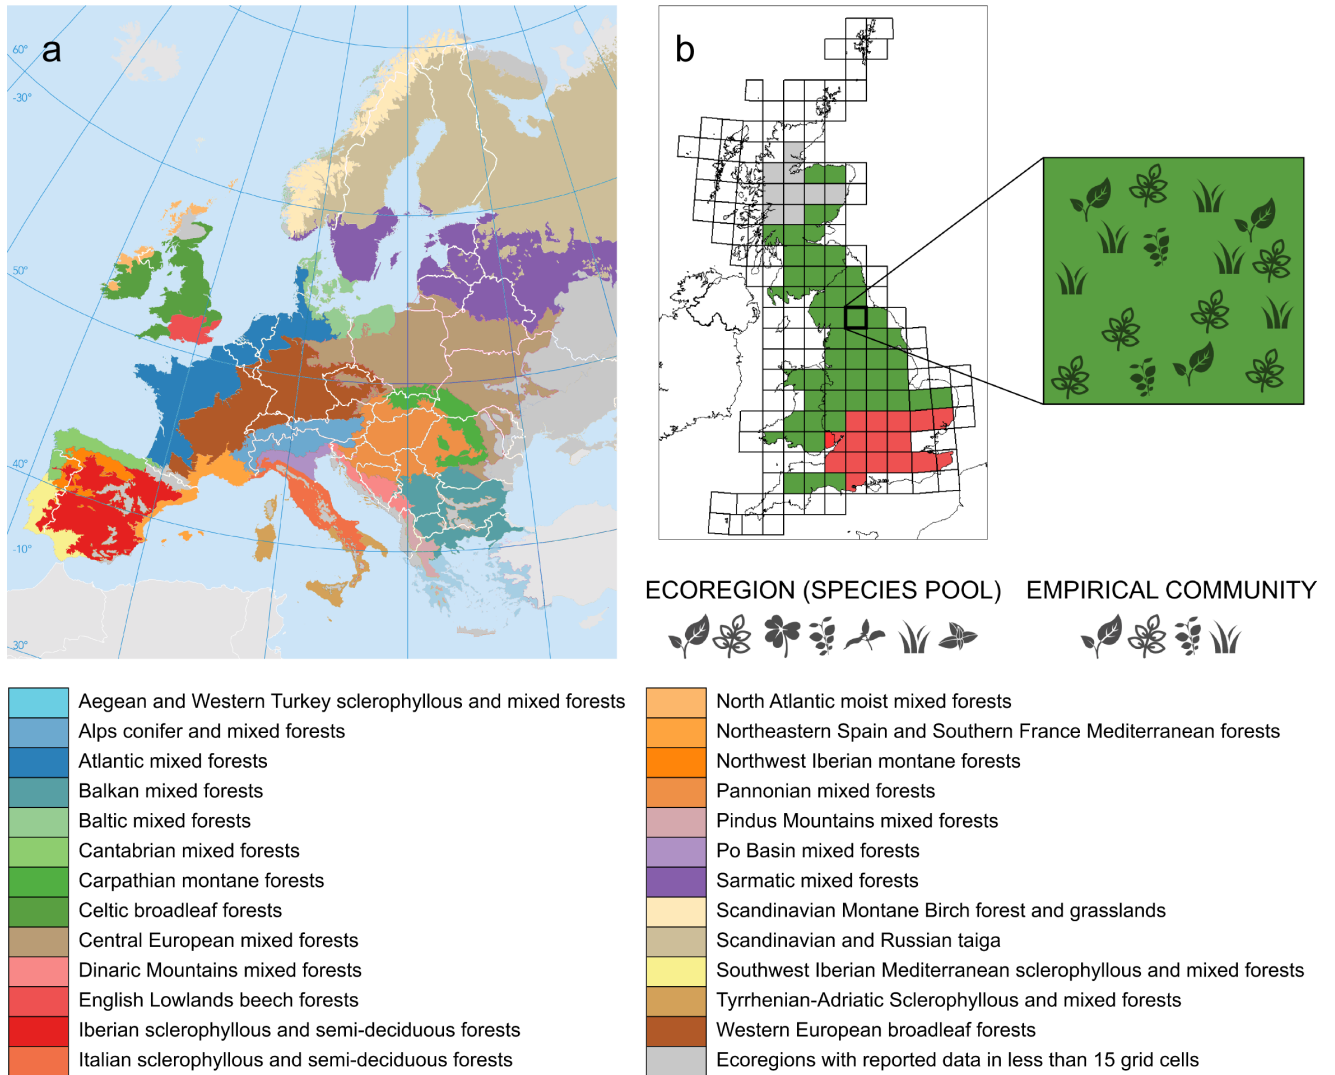 a
b
60°
-30°
50°
40°
-10°
30°
ECOREGION (SPECIES POOL)
EMPIRICAL COMMUNITY
Aegean and Western Turkey sclerophyllous and mixed forests
Alps conifer and mixed forests
Atlantic mixed forests
Balkan mixed forests
Baltic mixed forests
Cantabrian mixed forests
Carpathian montane forests
Celtic broadleaf forests
Central European mixed forests
Dinaric Mountains mixed forests
English Lowlands beech forests
Iberian sclerophyllous and semi-deciduous forests
Italian sclerophyllous and semi-deciduous forests
North Atlantic moist mixed forests
Northeastern Spain and Southern France Mediterranean forests
Northwest Iberian montane forests
Pannonian mixed forests
Pindus Mountains mixed forests
Po Basin mixed forests
Sarmatic mixed forests
Scandinavian Montane Birch forest and grasslands
Scandinavian and Russian taiga
Southwest Iberian Mediterranean sclerophyllous and mixed forests
Tyrrhenian-Adriatic Sclerophyllous and mixed forests
Western European broadleaf forests
Ecoregions with reported data in less than 15 grid cells